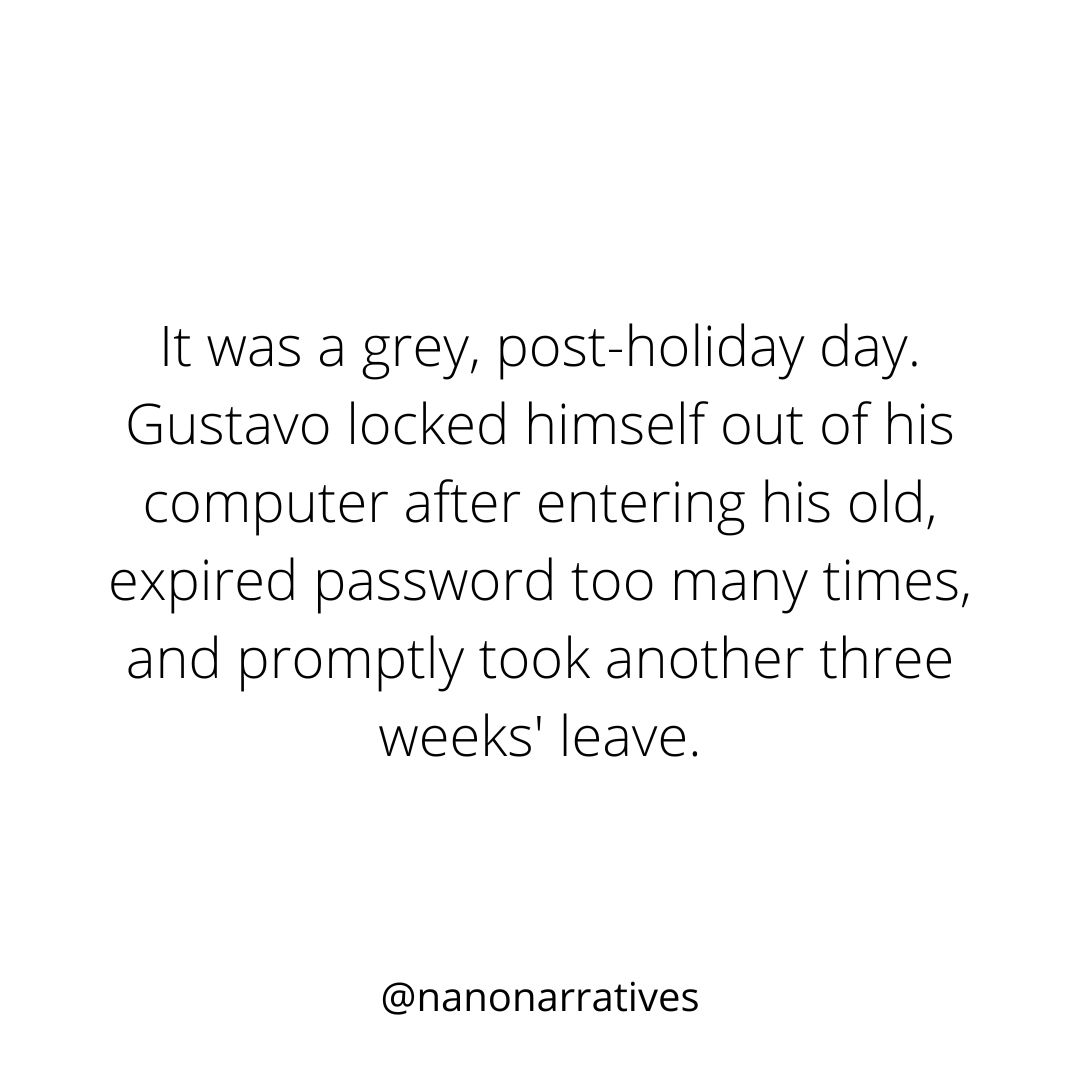 It was a grey, post-holiday day.
Gustavo locked himself out of his
computer after entering his old,
expired password too many times,
and promptly took another three
weeks' leave.
@nanonarratives